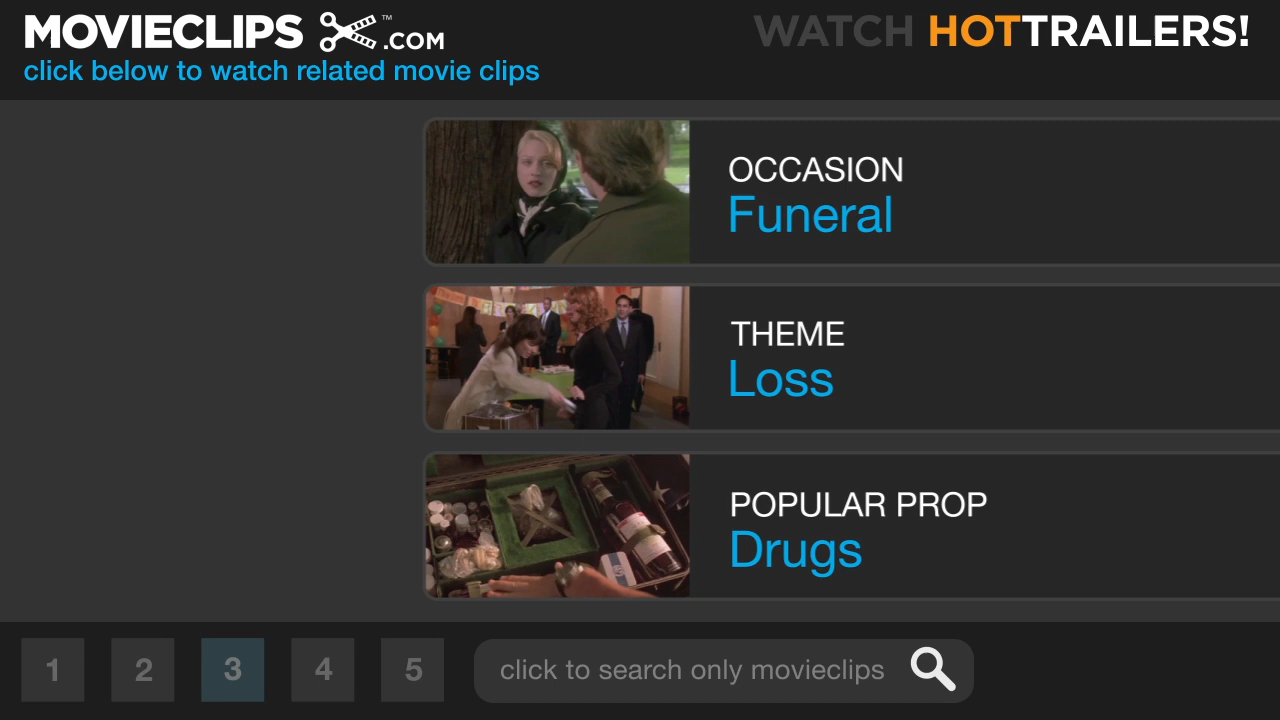 MOVIECLIPS ™ .COM
WATCH HOTTRAILERS!
click below to watch related movie clips
OCCASION
Funeral
THEME
Loss
POPULAR PROP
Drugs
1 2 3 4 5
click to search only movieclips